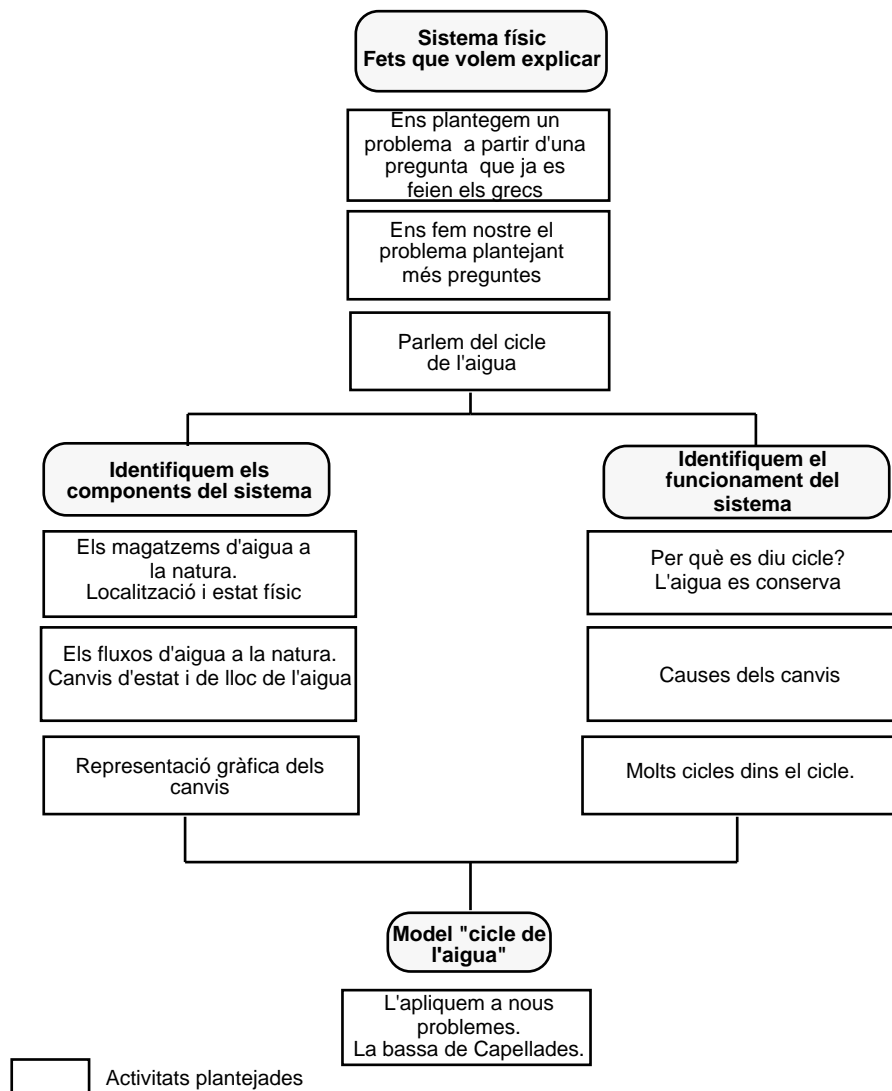 Sistema físic
Fets que volem explicar
Ens plantegem un
problema a partir d'una
pregunta que ja es
feien els grecs
Ens fem nostre el
problema plantejant
més preguntes
Parlem del cicle
de l'aigua
Identifiquem els
components del sistema
Els magatzems d'aigua a
la natura.
Localització i estat físic
Els fluxos d'aigua a la natura.
Canvis d'estat i de lloc de l'aigua
Representació gràfica dels
canvis
Identifiquem el
funcionament del
sistema
Per què es diu cicle?
L'aigua es conserva
Causes dels canvis
Molts cicles dins el cicle.
Model "cicle de
l'aigua"
L'apliquem a nous
problemes.
La bassa de Capellades.
Activitats plantejades